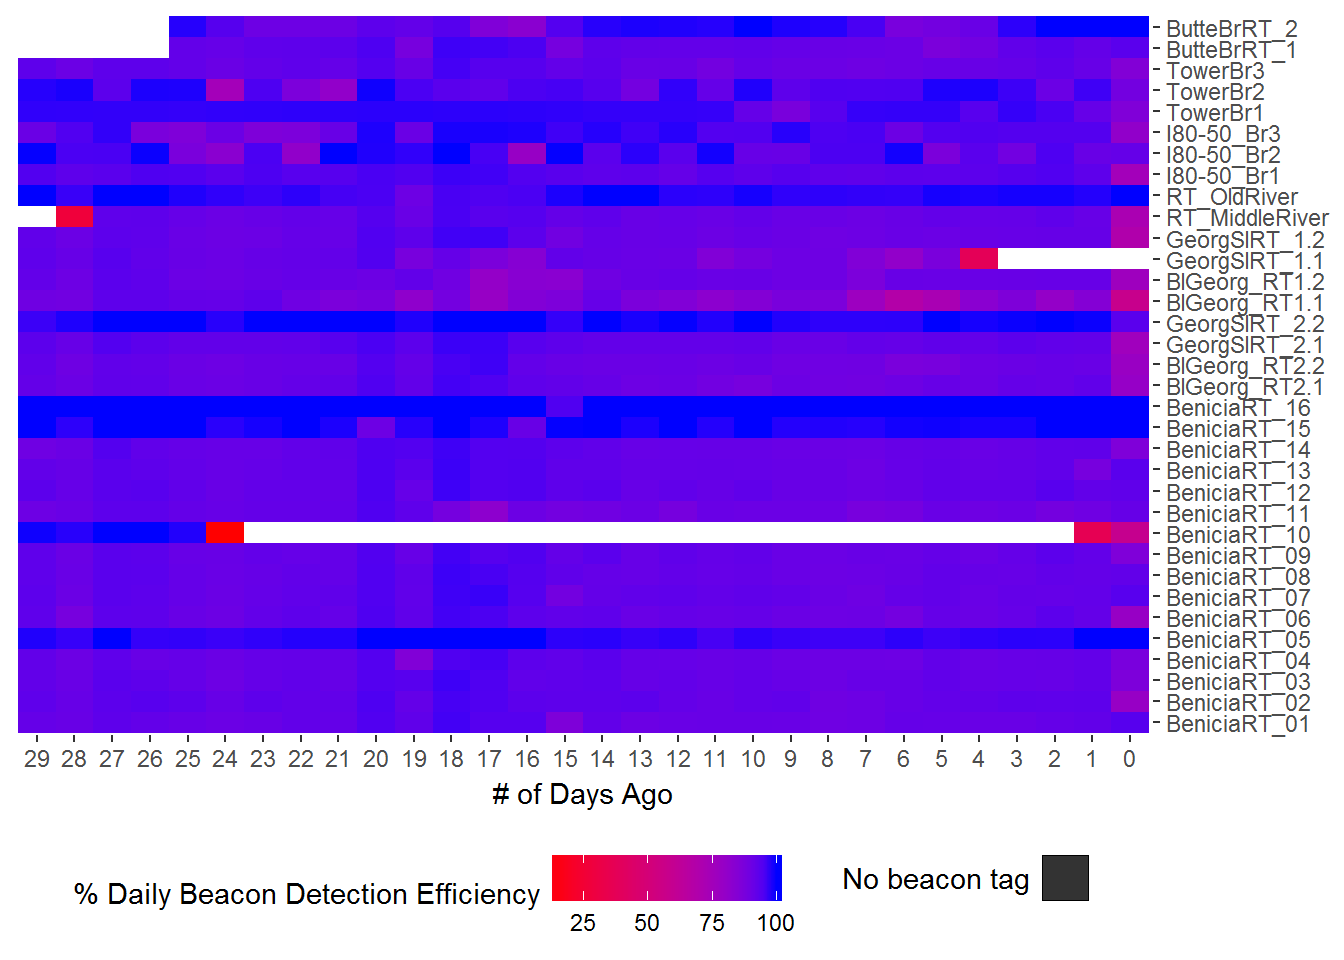 ButteBrRT_2
ButteBrRT_1
TowerBr3
TowerBr2
TowerBr1
I80-50_Br3
I80-50_Br2
I80-50_Br1
RT_OldRiver
RT_MiddleRiver
GeorgSlRT_1.2
GeorgSlRT_1.1
BlGeorg_RT1.2
BlGeorg_RT1.1
GeorgSlRT_2.2
GeorgSlRT_2.1
BlGeorg_RT2.2
BlGeorg_RT2.1
BeniciaRT_16
BeniciaRT_15
BeniciaRT_14
BeniciaRT_13
BeniciaRT_12
BeniciaRT_11
BeniciaRT_10
BeniciaRT_09
BeniciaRT_08
BeniciaRT_07
BeniciaRT_06
BeniciaRT_05
BeniciaRT_04
BeniciaRT_03
BeniciaRT_02
BeniciaRT_01
29 28 27 26 25 24 23 22 21 20 19 18 17 16 15 14 13 12 11 10 9 8 7 6 5 4 3 2 1 0
# of Days Ago
% Daily Beacon Detection Efficiency
25 50 75 100
No beacon tag